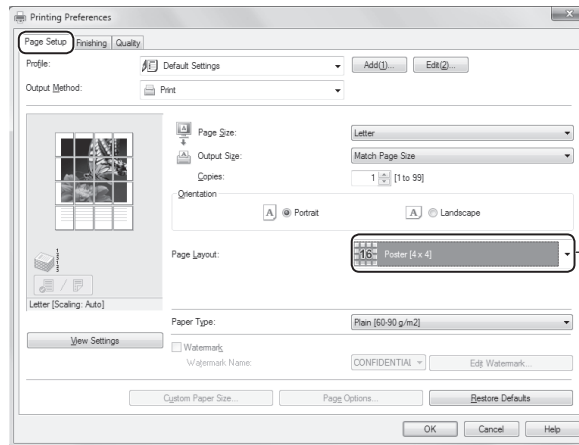 Printing Preferences
Page Setup Finishing Quality
Profile: Default Settings Add(1)... Edit(2)...
Output Method: Print
Page Size: Letter
Output Size: Match Page Size
Copies: 1 [1 to 99]
Orientation
A Portrait A Landscape
Page Layout: 16 Poster [4 x 4]
Letter [Scaling: Auto]
Paper Type: Plain [60-90 g/m2]
View Settings
Watermark
Watermark Name: CONFIDENTIAL Edit Watermark...
Custom Paper Size... Page Options... Restore Defaults
OK Cancel Help